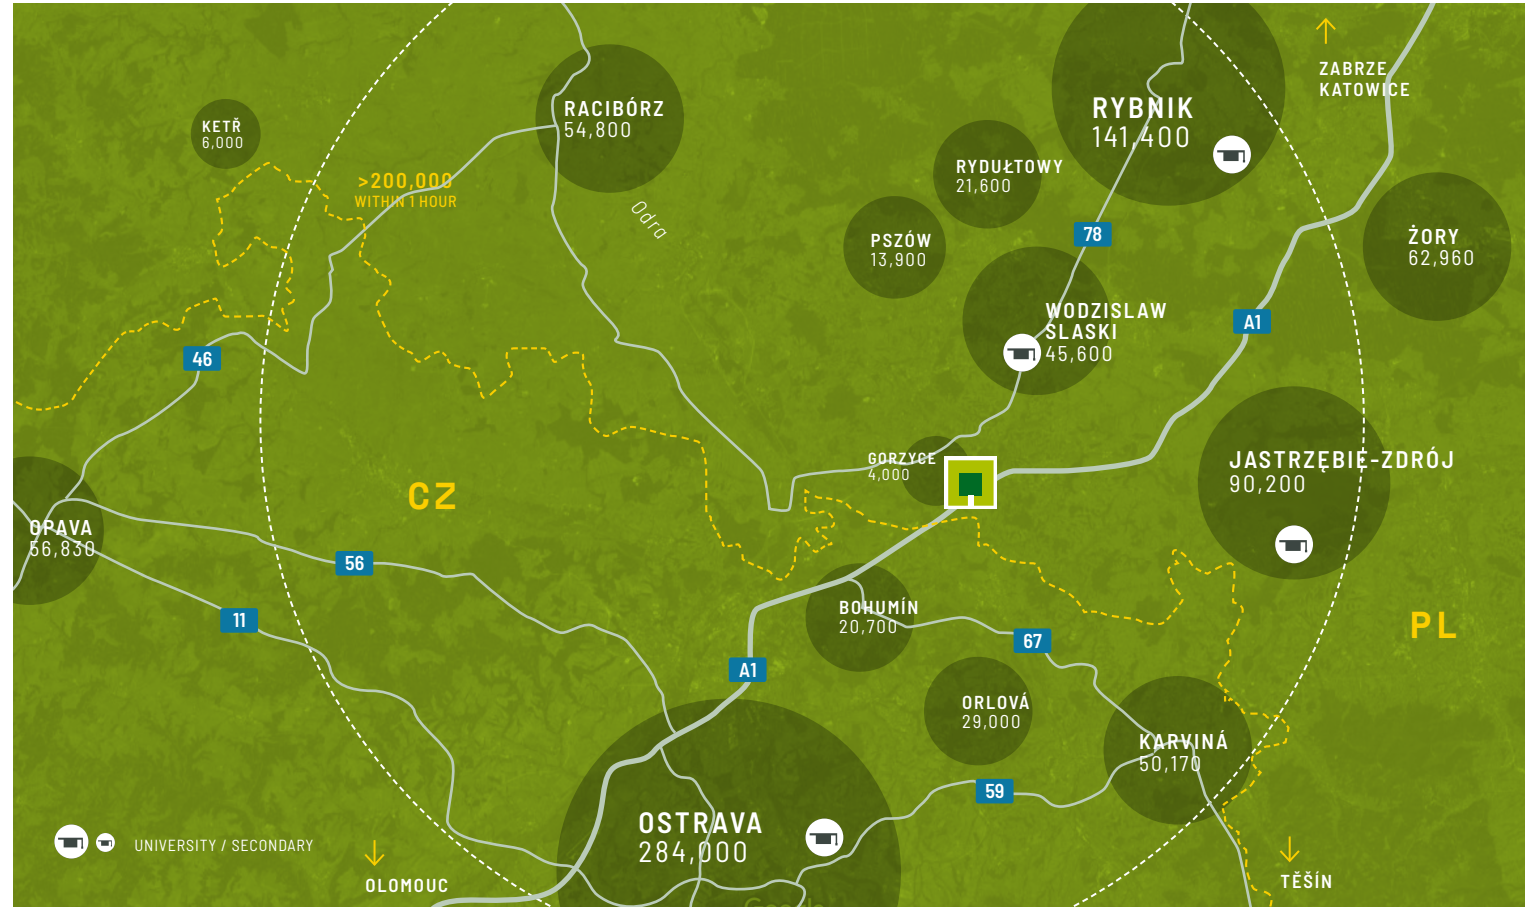 ZABRZE
KATOWICE
RACIBÓRZ
54,800
RYBNIK
141,400
KETŘ
6,000
RYDUŁTOWY
21,600
>200,000
WITHIN 1 HOUR
Odra
78
PSZÓW
13,900
ŻORY
62,960
WODZISLAW
ŚLASKI
45,600
A1
46
GORZYCE
4,000
JASTRZĘBIE-ZDRÓJ
90,200
CZ
OPAVA
56,830
56
BOHUMÍN
20,700
11
67
PL
A1
ORLOVÁ
29,000
KARVINÁ
50,170
59
OSTRAVA
284,000
UNIVERSITY / SECONDARY
OLOMOUC
TĚŠÍN
Google